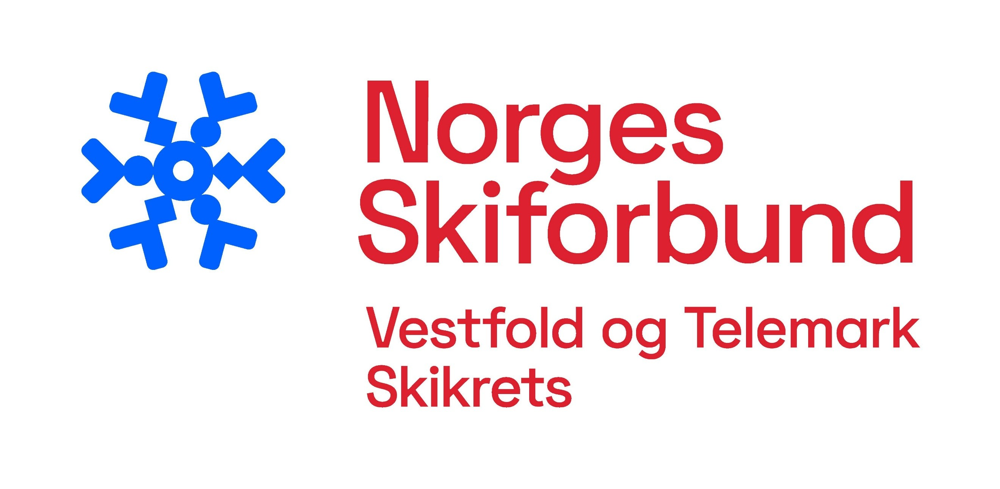 Norges
Skiforbund
Vestfold og Telemark
Skikrets